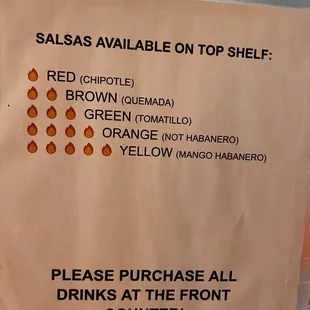 SALSAS AVAILABLE ON TOP SHELF:
🔥 RED (CHIPOTLE)
🔥 🔥 BROWN (QUEMADA)
🔥 🔥 🔥 GREEN (TOMATILLO)
🔥 🔥 🔥 🔥 ORANGE (NOT HABANERO)
🔥 🔥 🔥 🔥 🔥 YELLOW (MANGO HABANERO)
PLEASE PURCHASE ALL
DRINKS AT THE FRONT
COUNTER!